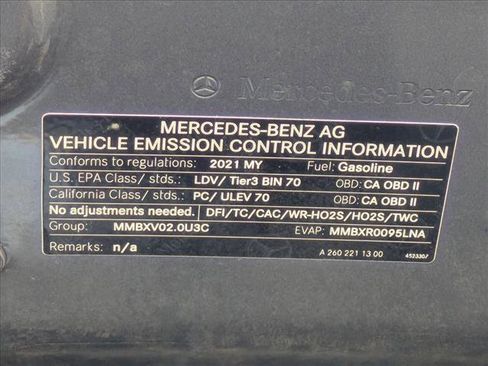 Mercedes-Benz
MERCEDES-BENZ AG
VEHICLE EMISSION CONTROL INFORMATION
Conforms to regulations: 2021 MY Fuel: Gasoline
U.S. EPA Class/ stds.: LDV/ Tier3 BIN 70 OBD: CA OBD II
California Class/ stds.: PC/ ULEV 70 OBD: CA OBD II
No adjustments needed. DFI/TC/CAC/WR-HO2S/HO2S/TWC
Group: MMBXV02.0U3C EVAP: MMBXR0095LNA
Remarks: n/a A 260 221 13 00 4523307